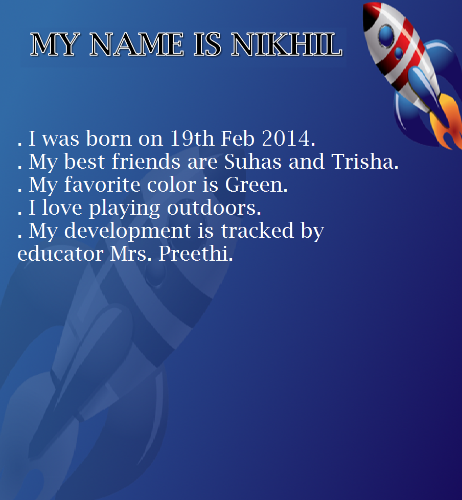 MY NAME IS NIKHIL
. I was born on 19th Feb 2014.
. My best friends are Suhas and Trisha.
. My favorite color is Green.
. I love playing outdoors.
. My development is tracked by
educator Mrs. Preethi.